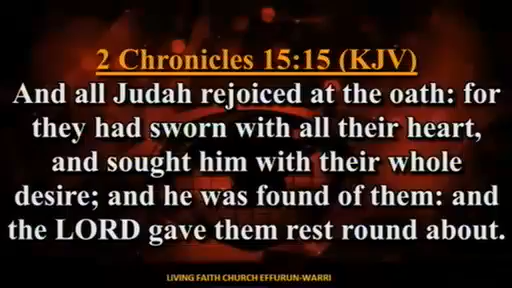 2 Chronicles 15:15 (KJV)
And all Judah rejoiced at the oath: for
they had sworn with all their heart,
and sought him with their whole
desire; and he was found of them: and
the LORD gave them rest round about.
LIVING FAITH CHURCH EFFURUN-WARRI